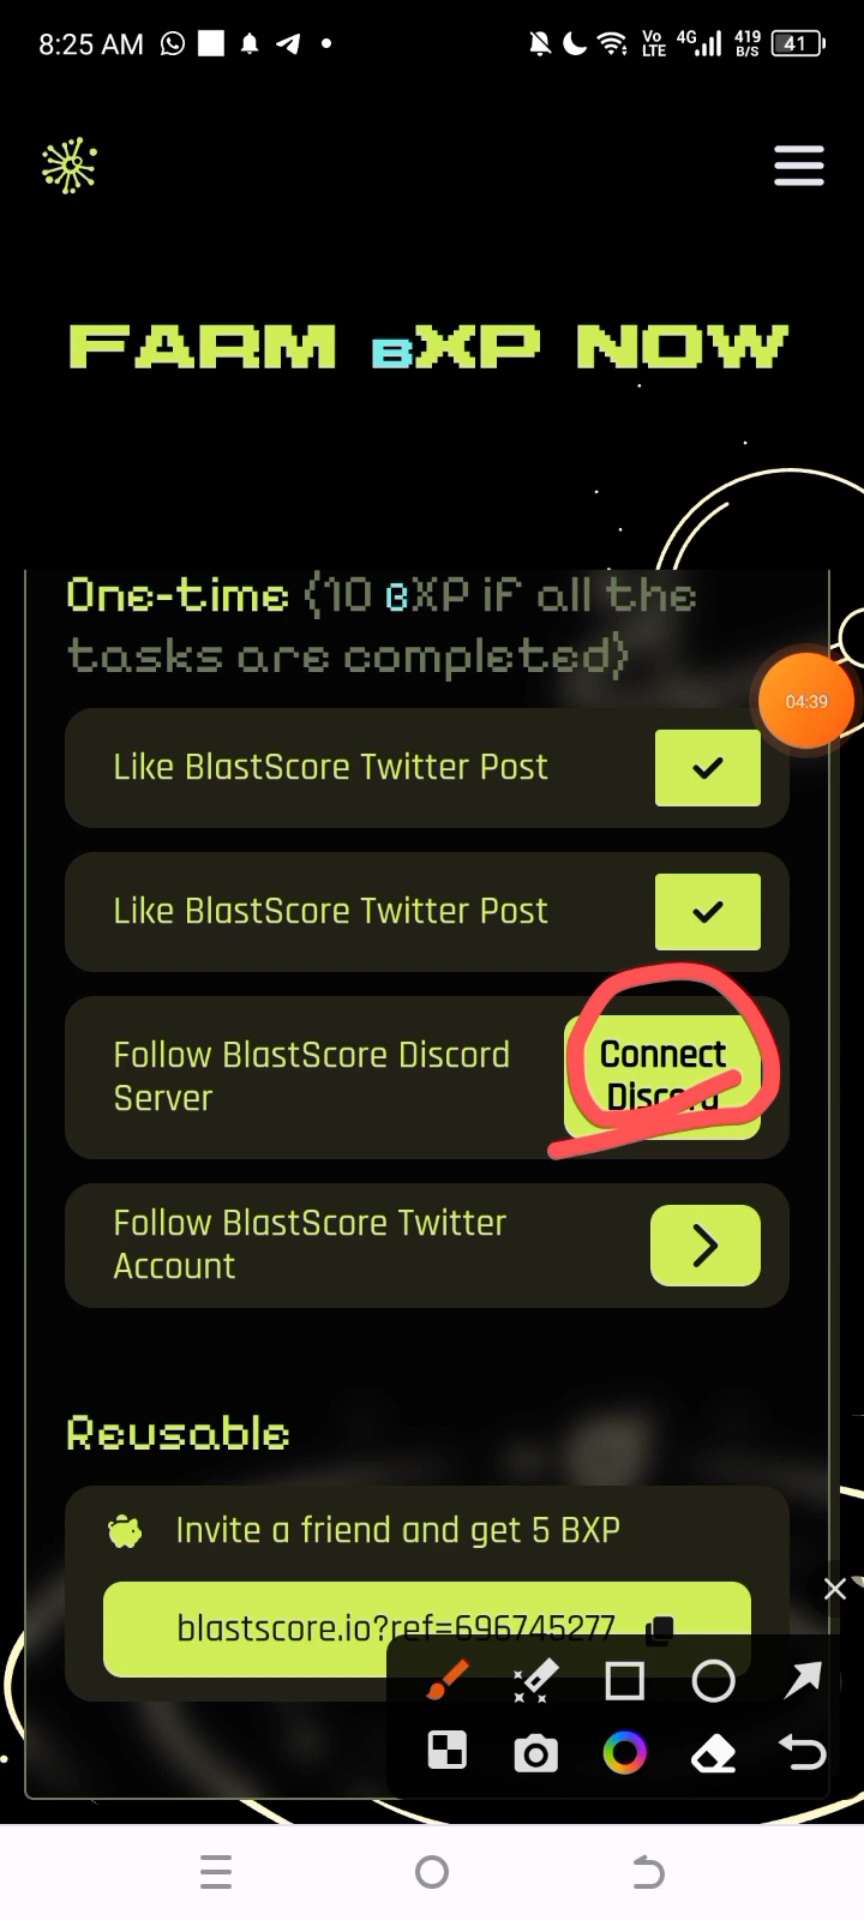 8:25 AM
Vo LTE 4G 419 B/S 41
FARM BXP NOW
One-time (10 BXP if all the
tasks are completed)
04:39
Like BlastScore Twitter Post
Like BlastScore Twitter Post
Follow BlastScore Discord
Server
Connect
Discord
Follow BlastScore Twitter
Account
Reusable
Invite a friend and get 5 BXP
blastscore.io?ref=696745277